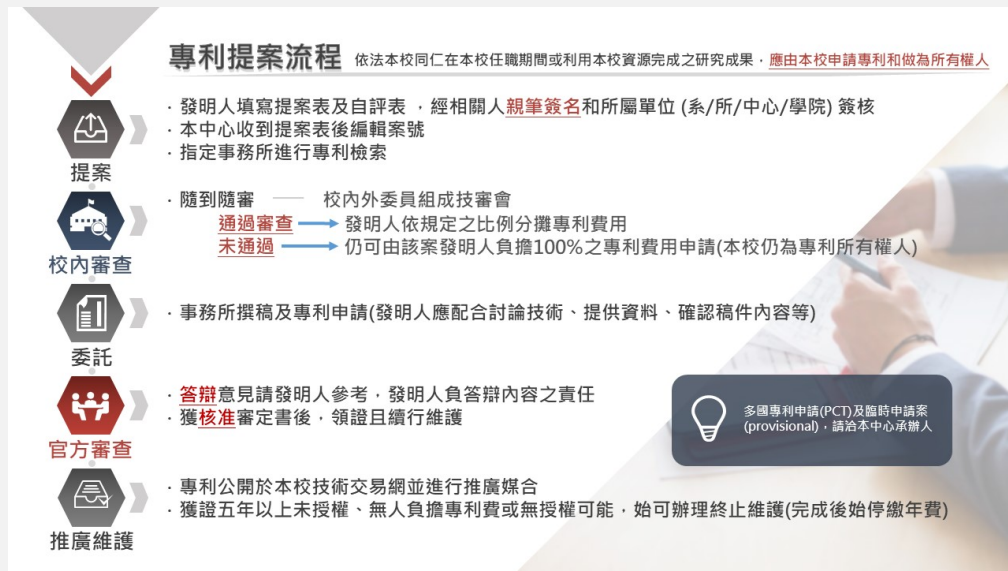 專利提案流程 依法本校同仁在本校任職期間或利用本校資源完成之研究成果，應由本校申請專利和做為所有權人
提案
· 發明人填寫提案表及自評表 ，經相關人親筆簽名和所屬單位 (系/所/中心/學院) 簽核
· 本中心收到提案表後編輯案號
· 指定事務所進行專利檢索
校內審查
· 隨到隨審 —— 校內外委員組成技審會
通過審查 → 發明人依規定之比例分攤專利費用
未通過 → 仍可由該案發明人負擔100%之專利費用申請(本校仍為專利所有權人)
委託
· 事務所撰稿及專利申請(發明人應配合討論技術、提供資料、確認稿件內容等)
官方審查
· 答辯意見請發明人參考，發明人負答辯內容之責任
· 獲核准審定書後，領證且續行維護
多國專利申請(PCT)及臨時申請案
(provisional)，請洽本中心承辦人
推廣維護
· 專利公開於本校技術交易網並進行推廣媒合
· 獲證五年以上未授權、無人負擔專利費或無授權可能，始可辦理終止維護(完成後始停繳年費)